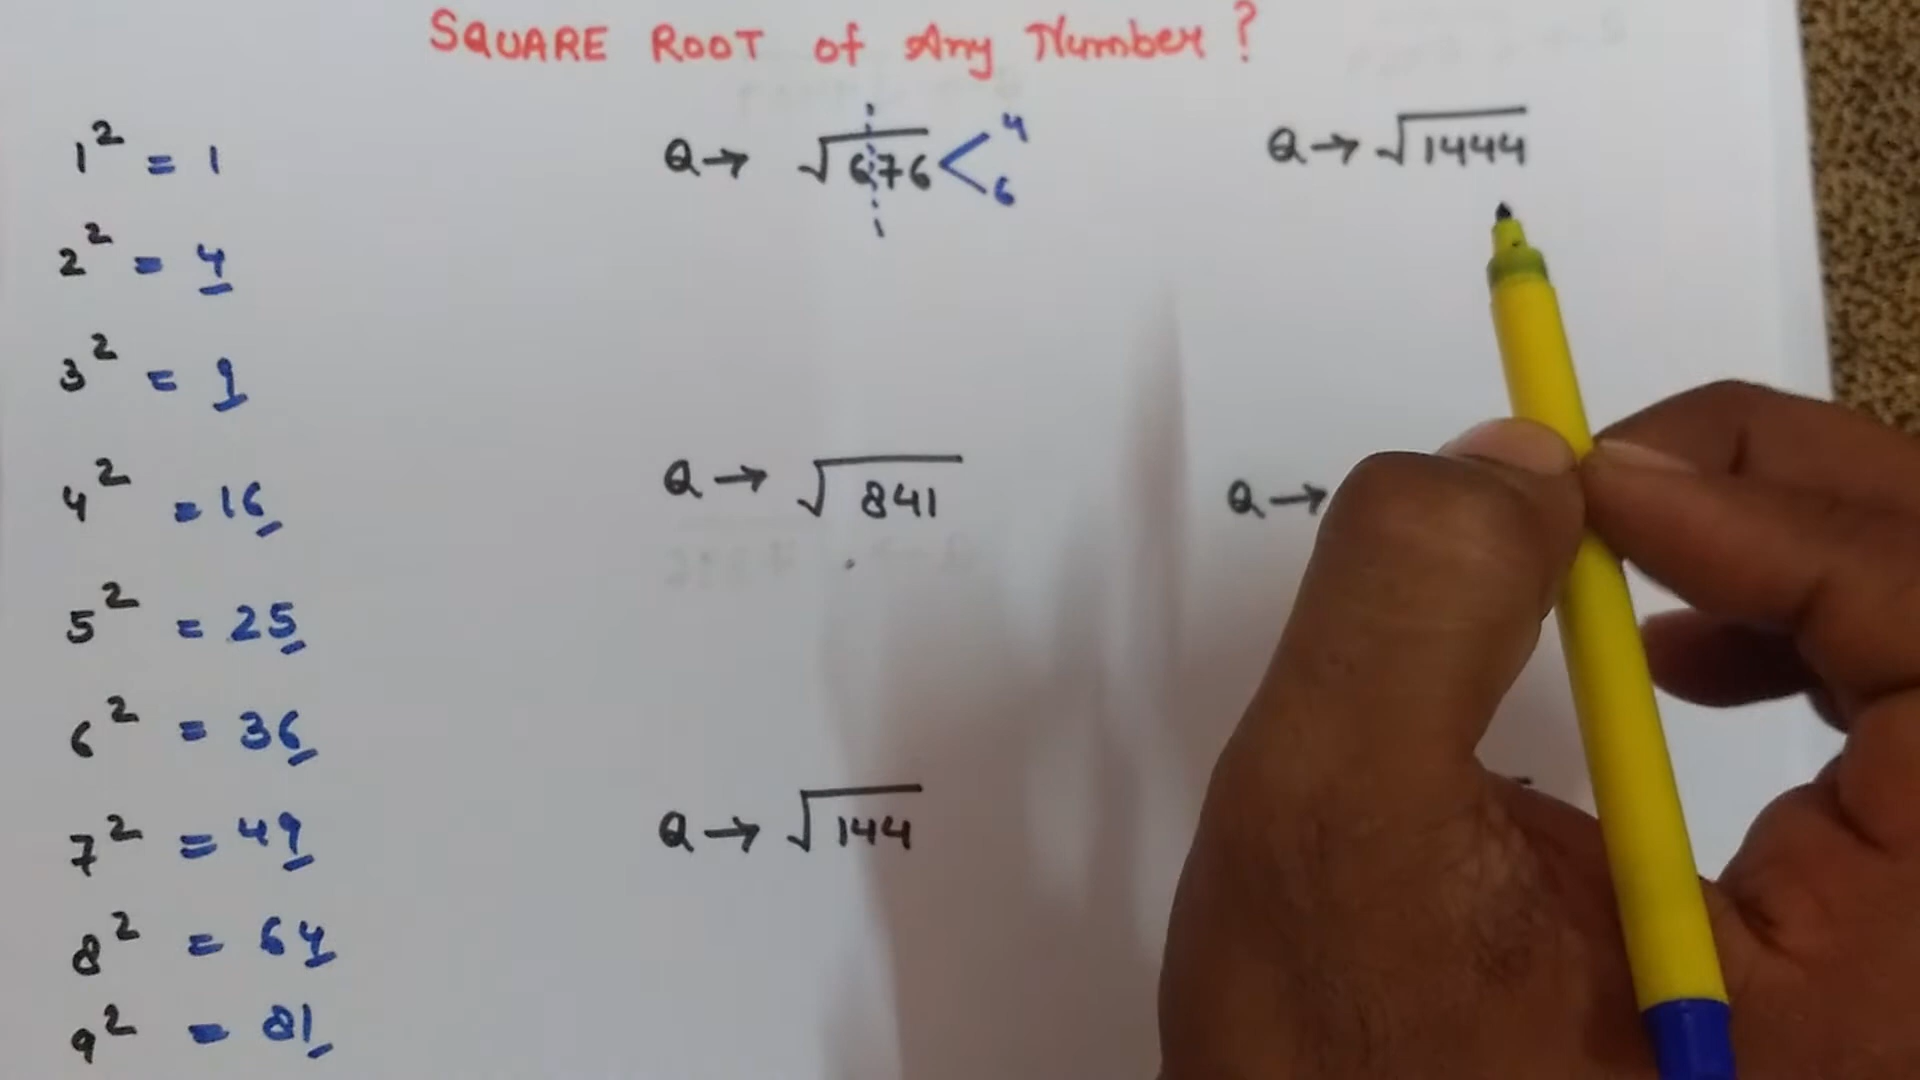 SQUARE ROOT of Any Number ?
1² = 1
2² = 4
3² = 9
4² = 16
5² = 25
6² = 36
7² = 49
8² = 64
9² = 81
Q → √676 < 4 6
Q → √841
Q → √144
Q → √1444
Q →